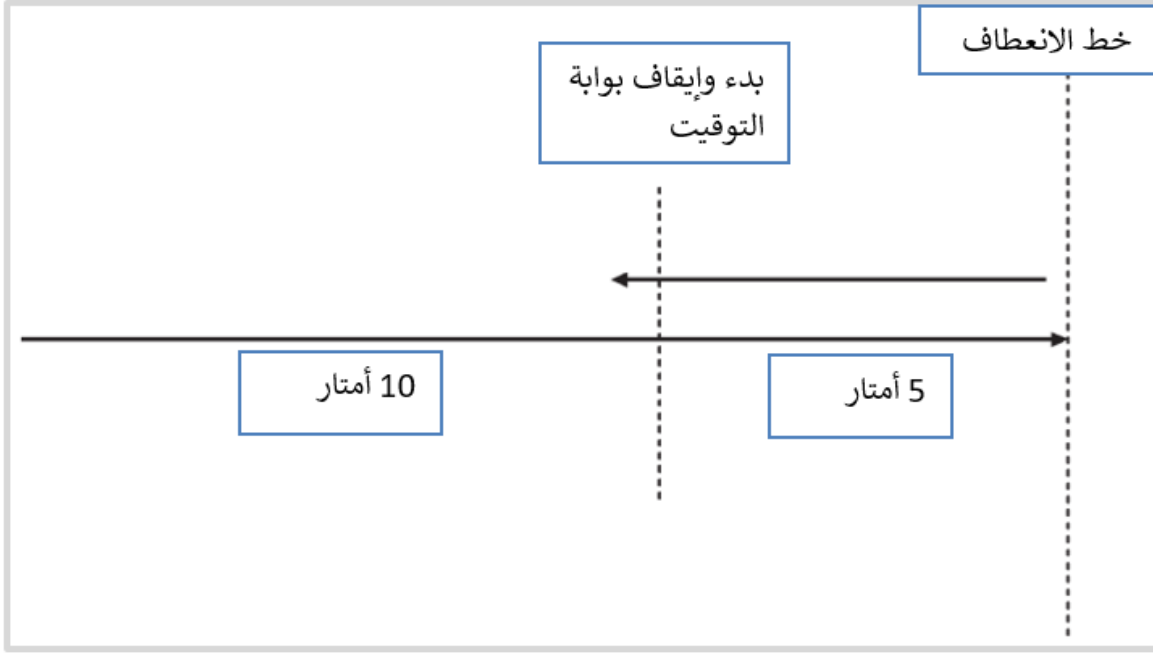 خط الانعطاف
بدء وإيقاف بوابة
التوقيت
10 أمتار
5 أمتار